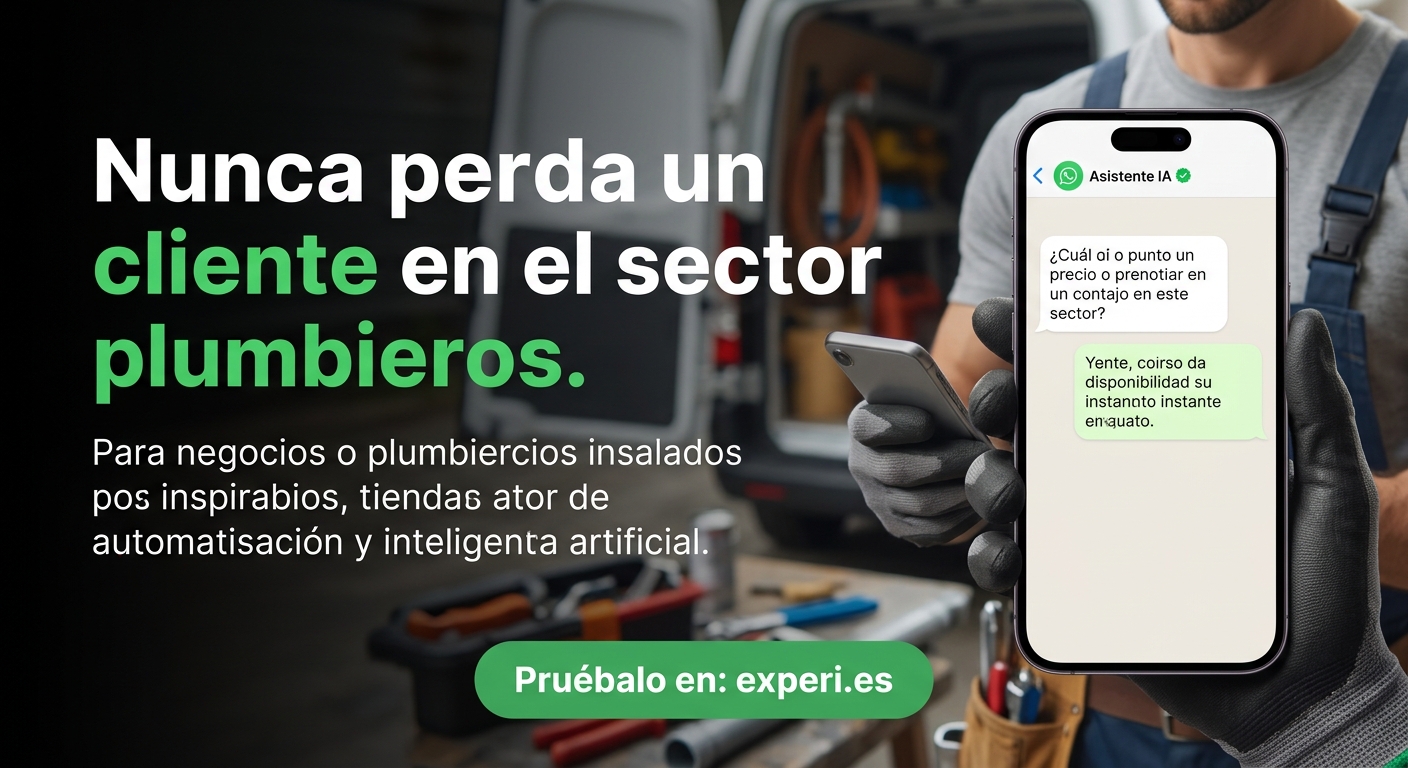 Nunca perda un
cliente en el sector
plumbieros.
Para negocios o plumbiercios insalados
pos inspirabios, tiendas ator de
automatisación y inteligenta artificial.
Pruébalo en: experi.es
Asistente IA
¿Cuál oi o punto un
precio o prenotiar en
un contajo en este
sector?
Yente, coirso da
disponibilidad su
instannto instante
enquato.